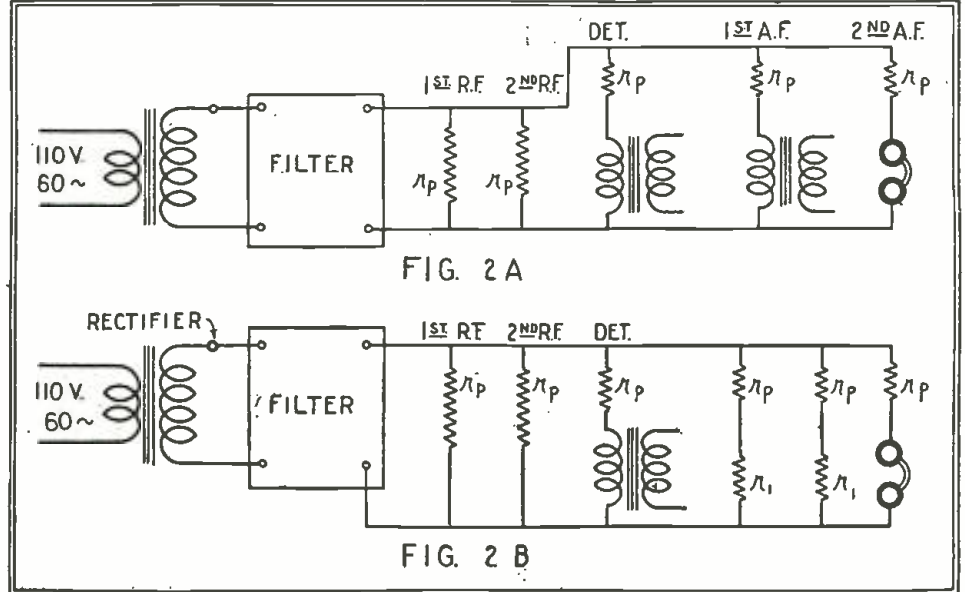 DET. 1ST A.F. 2ND A.F.
1ST R.F. 2ND R.F. rp rp rp
110 V.
60~
FILTER
rp rp
FIG. 2A
RECTIFIER
1ST R.F. 2ND R.F. DET.
110 V.
60~
FILTER
rp rp rp rp rp rp
r1 r1
FIG. 2B